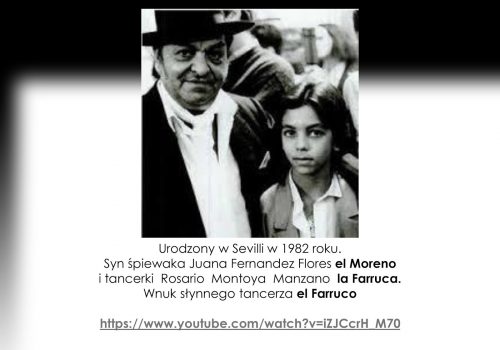 Urodzony w Sevilli w 1982 roku.
Syn śpiewaka Juana Fernandez Flores el Moreno
i tancerki Rosario Montoya Manzano la Farruca.
Wnuk słynnego tancerza el Farruco
https://www.youtube.com/watch?v=iZJCcrH_M70